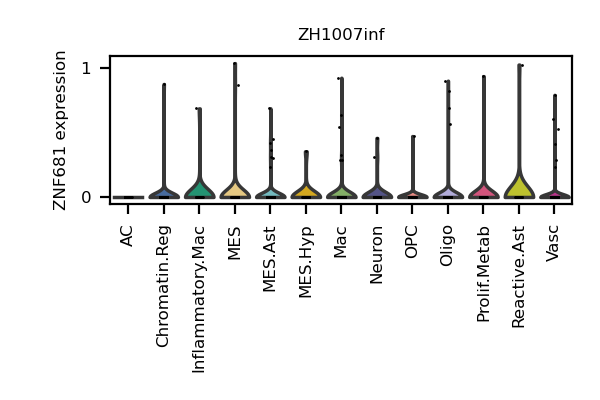 ZH1007inf
ZNF681 expression
1
0
AC
Chromatin.Reg
Inflammatory.Mac
MES
MES.Ast
MES.Hyp
Mac
Neuron
OPC
Oligo
Prolif.Metab
Reactive.Ast
Vasc